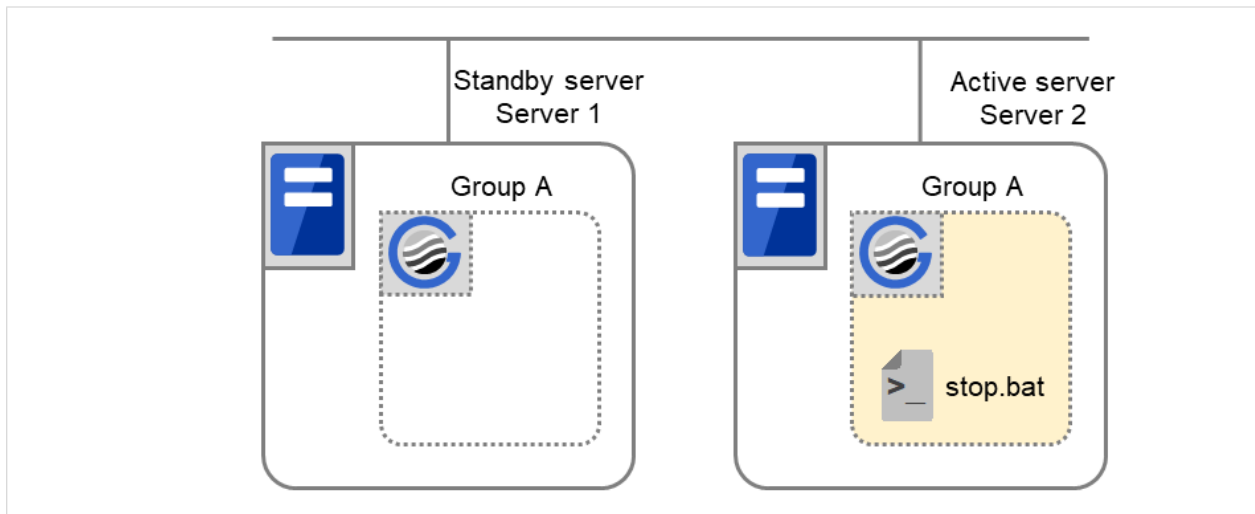 Standby server
Server 1
Active server
Server 2
Group A
Group A
>_
stop.bat